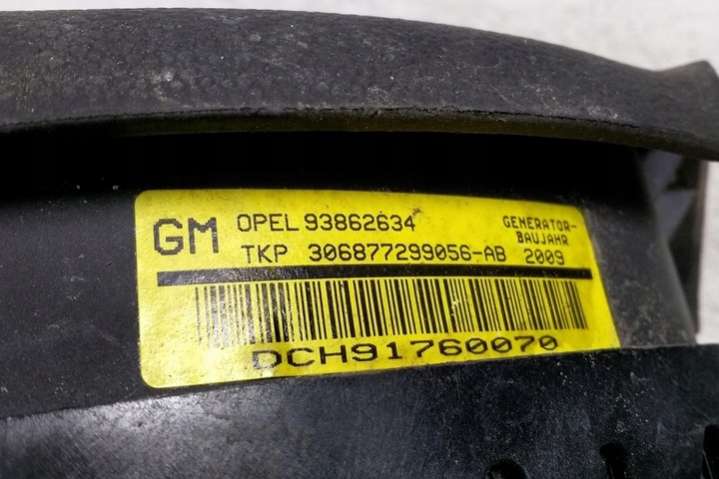 GM OPEL 93862634 GENERATOR-
BAUJAHR
TKP 306877299056-AB 2009
DCH91760070